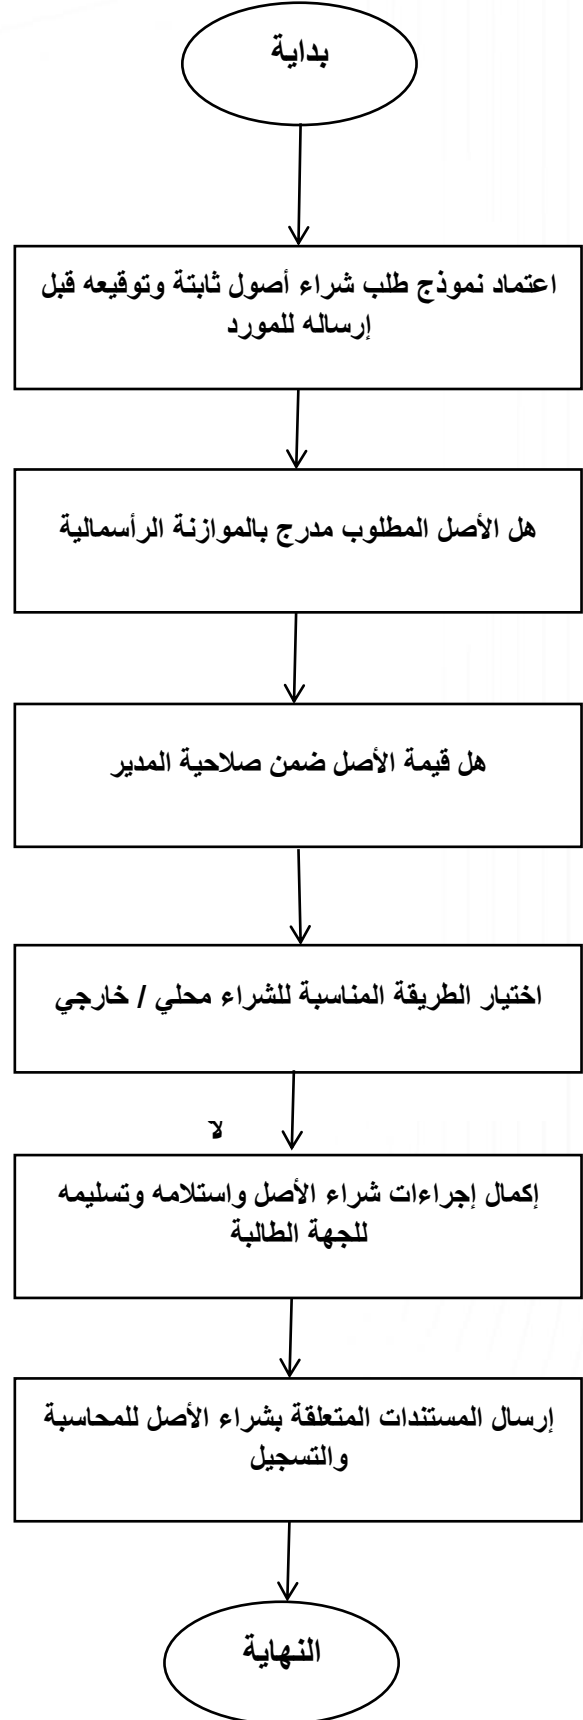 بداية
اعتماد نموذج طلب شراء أصول ثابتة وتوقيعه قبل
إرساله للمورد
هل الأصل المطلوب مدرج بالموازنة الرأسمالية
هل قيمة الأصل ضمن صلاحية المدير
اختيار الطريقة المناسبة للشراء محلي / خارجي
لا
إكمال إجراءات شراء الأصل واستلامه وتسليمه
للجهة الطالبة
إرسال المستندات المتعلقة بشراء الأصل للمحاسبة
والتسجيل
النهاية